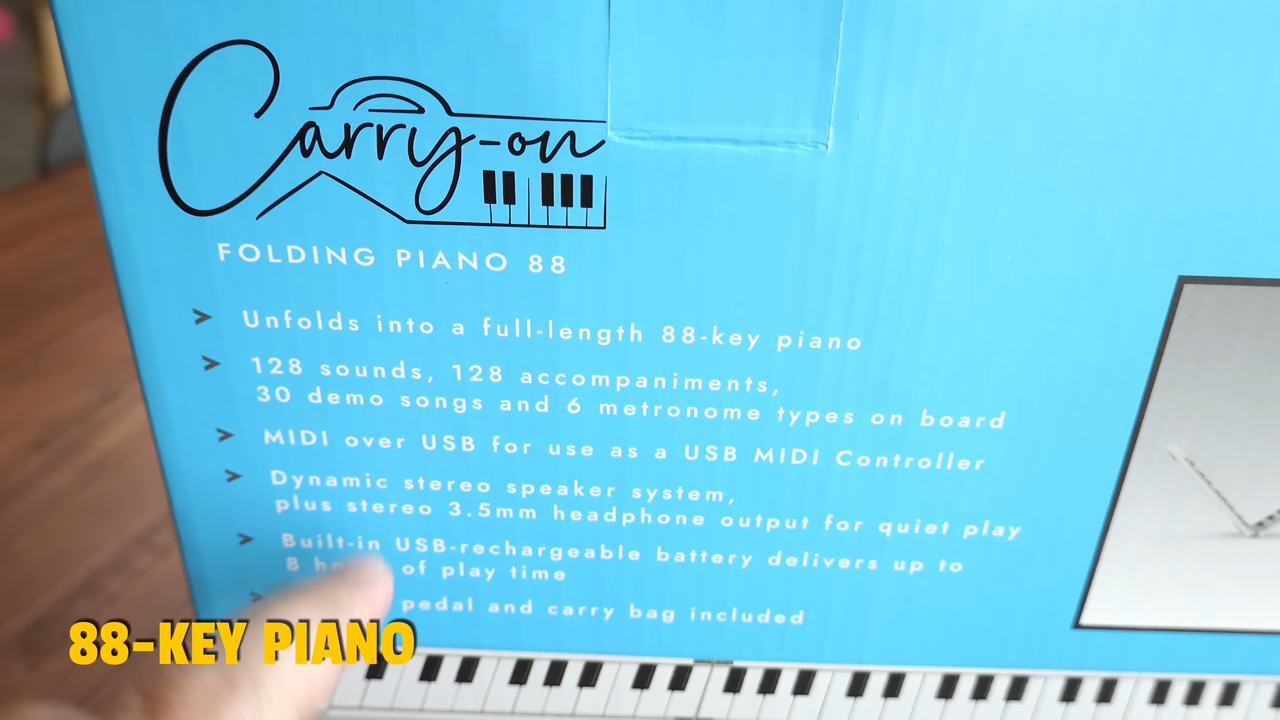 Carry-on
FOLDING PIANO 88
> Unfolds into a full-length 88-key piano
> 128 sounds, 128 accompaniments,
30 demo songs and 6 metronome types on board
> MIDI over USB for use as a USB MIDI Controller
> Dynamic stereo speaker system,
plus stereo 3.5mm headphone output for quiet play
> Built-in USB-rechargeable battery delivers up to
8 of play time
> pedal and carry bag included
88-KEY PIANO